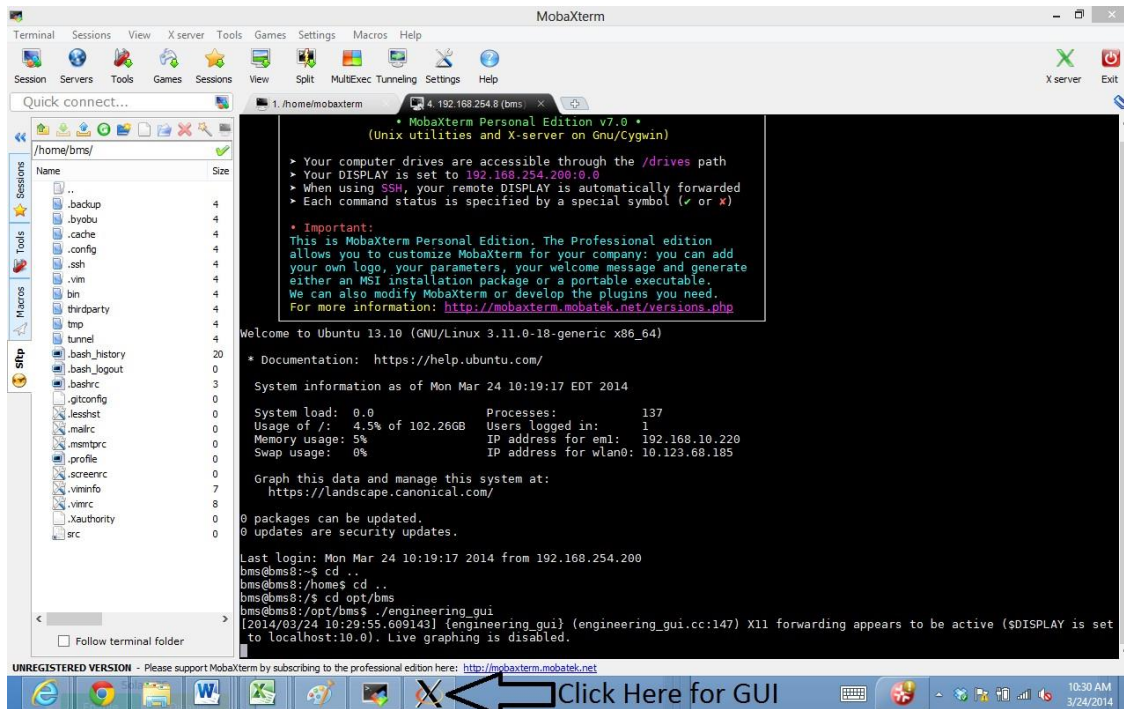 MobaXterm
Terminal Sessions View X server Tools Games Settings Macros Help
Session Servers Tools Games Sessions View Split MultiExec Tunneling Settings Help X server Exit
Quick connect...
1. /home/mobaxterm
4. 192.168.254.8 (bms)
/home/bms/
Name Size
..
.backup 4
.byobu 4
.cache 4
.config 4
.ssh 4
.vim 4
bin 4
thirdparty 4
tmp 4
tunnel 4
.bash_history 20
.bash_logout 0
.bashrc 3
.gitconfig 0
.lesshst 0
.mailrc 0
.msmtprc 0
.profile 0
.screenrc 0
.viminfo 7
.vimrc 8
.Xauthority 0
src 0
Sessions
Tools
Macros
Sftp
Follow terminal folder
• MobaXterm Personal Edition v7.0 •
(Unix utilities and X-server on Gnu/Cygwin)
➤ Your computer drives are accessible through the /drives path
➤ Your DISPLAY is set to 192.168.254.200:0.0
➤ When using SSH, your remote DISPLAY is automatically forwarded
➤ Each command status is specified by a special symbol (✔ or ✘)
• Important:
This is MobaXterm Personal Edition. The Professional edition
allows you to customize MobaXterm for your company: you can add
your own logo, your parameters, your welcome message and generate
either an MSI installation package or a portable executable.
We can also modify MobaXterm or develop the plugins you need.
For more information: http://mobaxterm.mobatek.net/versions.php
Welcome to Ubuntu 13.10 (GNU/Linux 3.11.0-18-generic x86_64)
* Documentation: https://help.ubuntu.com/
System information as of Mon Mar 24 10:19:17 EDT 2014
System load: 0.0 Processes: 137
Usage of /: 4.5% of 102.26GB Users logged in: 1
Memory usage: 5% IP address for em1: 192.168.10.220
Swap usage: 0% IP address for wlan0: 10.123.68.185
Graph this data and manage this system at:
https://landscape.canonical.com/
0 packages can be updated.
0 updates are security updates.
Last login: Mon Mar 24 10:19:17 2014 from 192.168.254.200
bms@bms8:~$ cd ..
bms@bms8:/home$ cd ..
bms@bms8:/$ cd opt/bms
bms@bms8:/opt/bms$ ./engineering_gui
[2014/03/24 10:29:55.609143] {engineering_gui} (engineering_gui.cc:147) X11 forwarding appears to be active ($DISPLAY is set
to localhost:10.0). Live graphing is disabled.
UNREGISTERED VERSION - Please support MobaXterm by subscribing to the professional edition here: http://mobaxterm.mobatek.net
Click Here for GUI
10:30 AM
3/24/2014